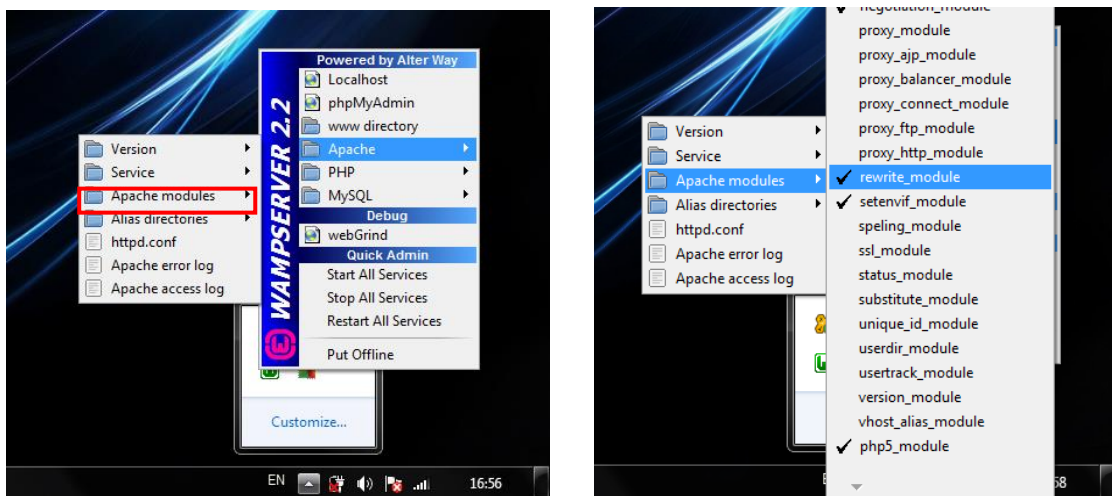 Powered by Alter Way
Localhost
phpMyAdmin
www directory
Apache
PHP
MySQL
Debug
webGrind
Quick Admin
Start All Services
Stop All Services
Restart All Services
Put Offline
WAMPSERVER 2.2
Version
Service
Apache modules
Alias directories
httpd.conf
Apache error log
Apache access log
Customize...
EN
16:56
negotiation_module
proxy_module
proxy_ajp_module
proxy_balancer_module
proxy_connect_module
proxy_ftp_module
proxy_http_module
rewrite_module
setenvif_module
speling_module
ssl_module
status_module
substitute_module
unique_id_module
userdir_module
usertrack_module
version_module
vhost_alias_module
php5_module
Version
Service
Apache modules
Alias directories
httpd.conf
Apache error log
Apache access log
58